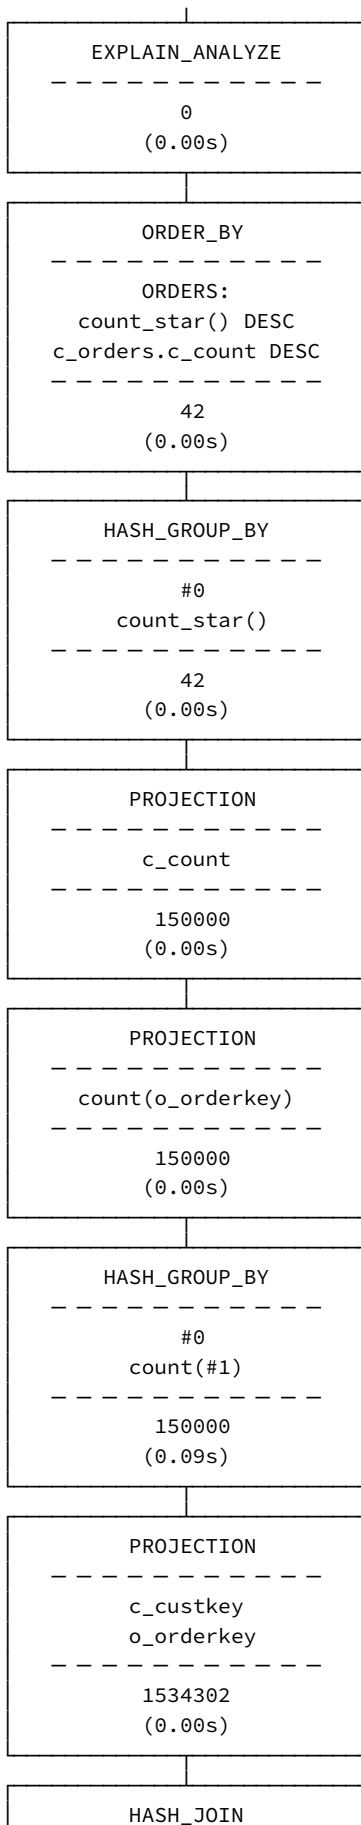 EXPLAIN_ANALYZE
0
(0.00s)
ORDER_BY
ORDERS:
count_star() DESC
c_orders.c_count DESC
42
(0.00s)
HASH_GROUP_BY
#0
count_star()
42
(0.00s)
PROJECTION
c_count
150000
(0.00s)
PROJECTION
count(o_orderkey)
150000
(0.00s)
HASH_GROUP_BY
#0
count(#1)
150000
(0.09s)
PROJECTION
c_custkey
o_orderkey
1534302
(0.00s)
HASH_JOIN